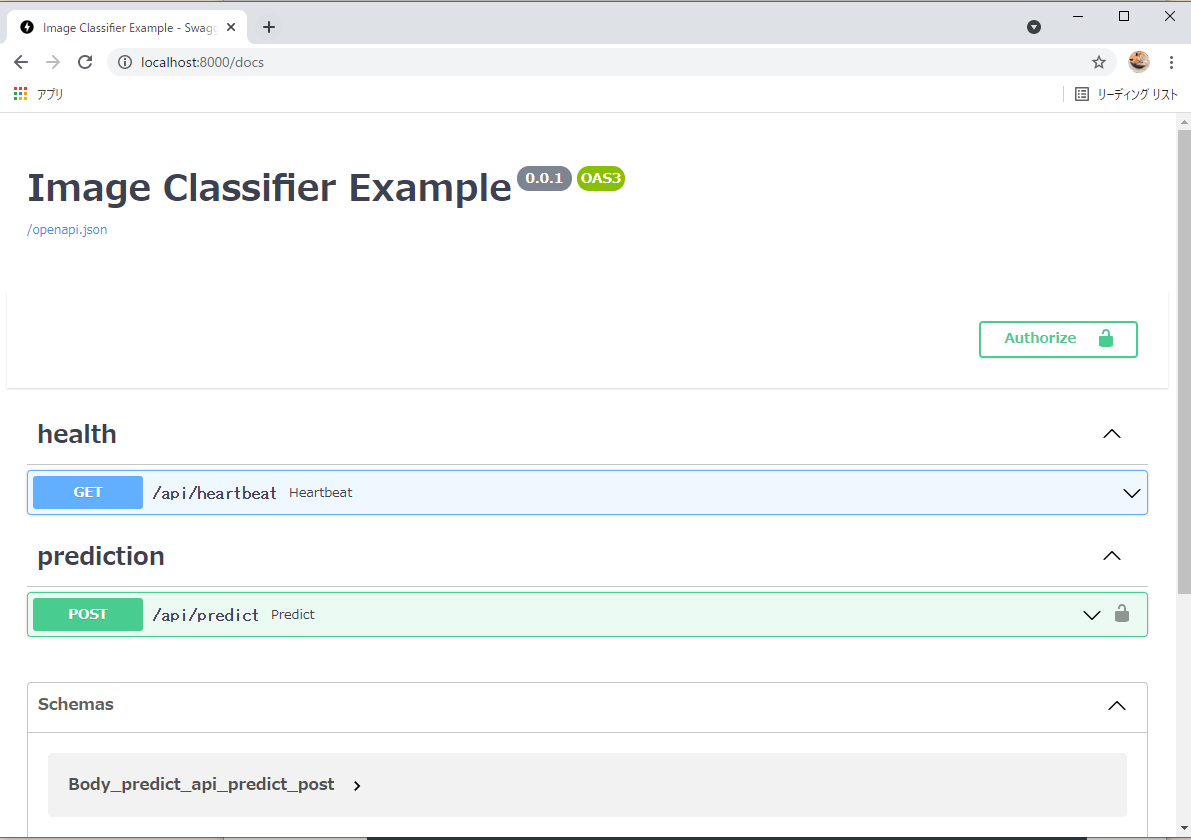 Image Classifier Example - Swagg
localhost:8000/docs
アプリ
リーディング リスト
Image Classifier Example 0.0.1 OAS3
/openapi.json
Authorize
health
GET /api/heartbeat Heartbeat
prediction
POST /api/predict Predict
Schemas
Body_predict_api_predict_post